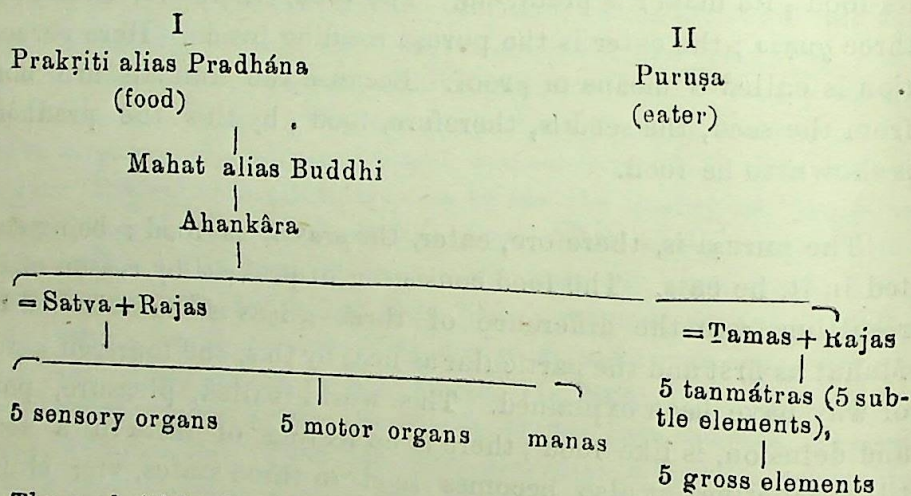 I
II
Prakṛiti alias Pradhána
Puruṣa
(food)
(eater)
Mahat alias Buddhi
Ahankâra
=Satva+Rajas
=Tamas+Rajas
5 sensory organs
5 motor organs
manas
5 tanmátras (5 sub-
tle elements),
5 gross elements